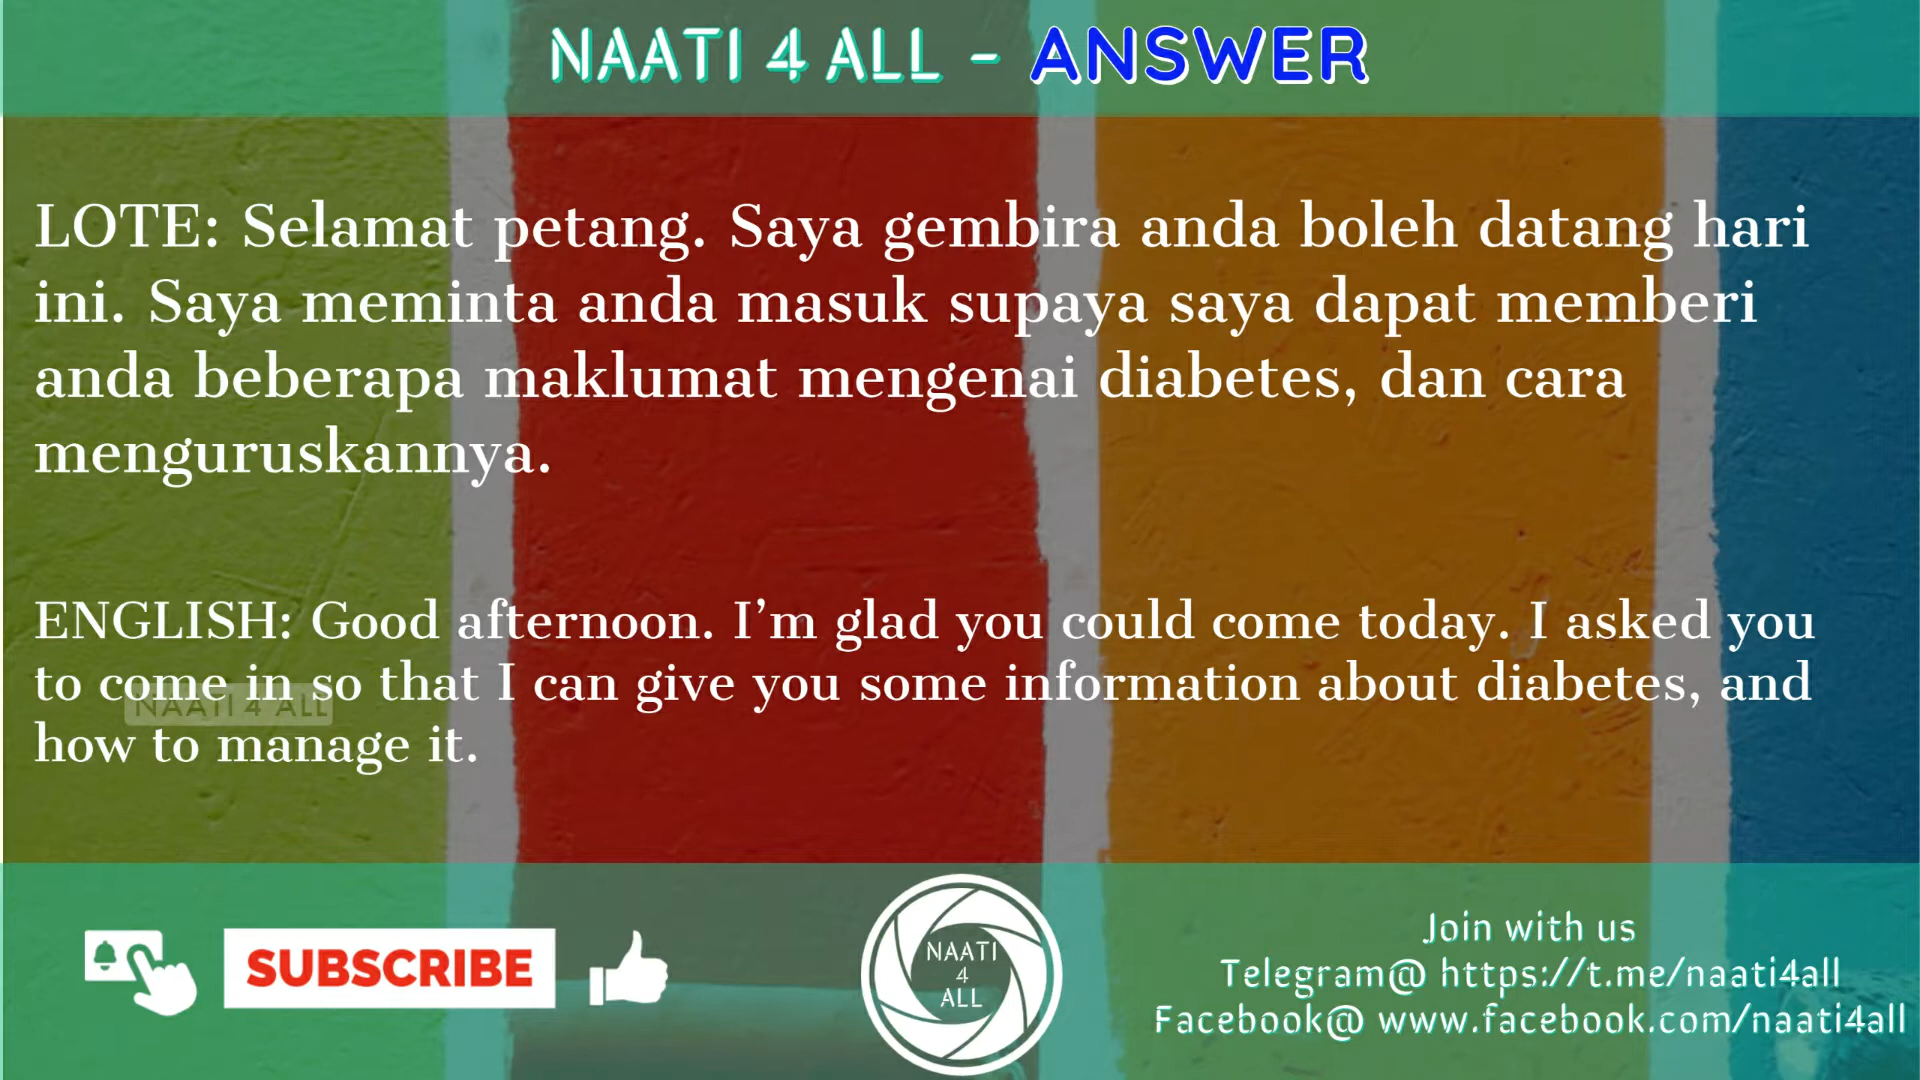 NAATI 4 ALL - ANSWER
LOTE: Selamat petang. Saya gembira anda boleh datang hari
ini. Saya meminta anda masuk supaya saya dapat memberi
anda beberapa maklumat mengenai diabetes, dan cara
menguruskannya.
ENGLISH: Good afternoon. I’m glad you could come today. I asked you
to come in so that I can give you some information about diabetes, and
how to manage it.
NAATI 4 ALL
SUBSCRIBE
NAATI
4
ALL
Join with us
Telegram@ https://t.me/naati4all
Facebook@ www.facebook.com/naati4all